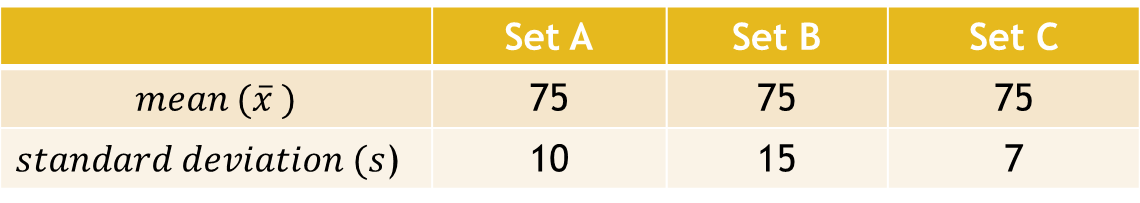 Set A Set B Set C
mean (x̄ ) 75 75 75
standard deviation (s) 10 15 7